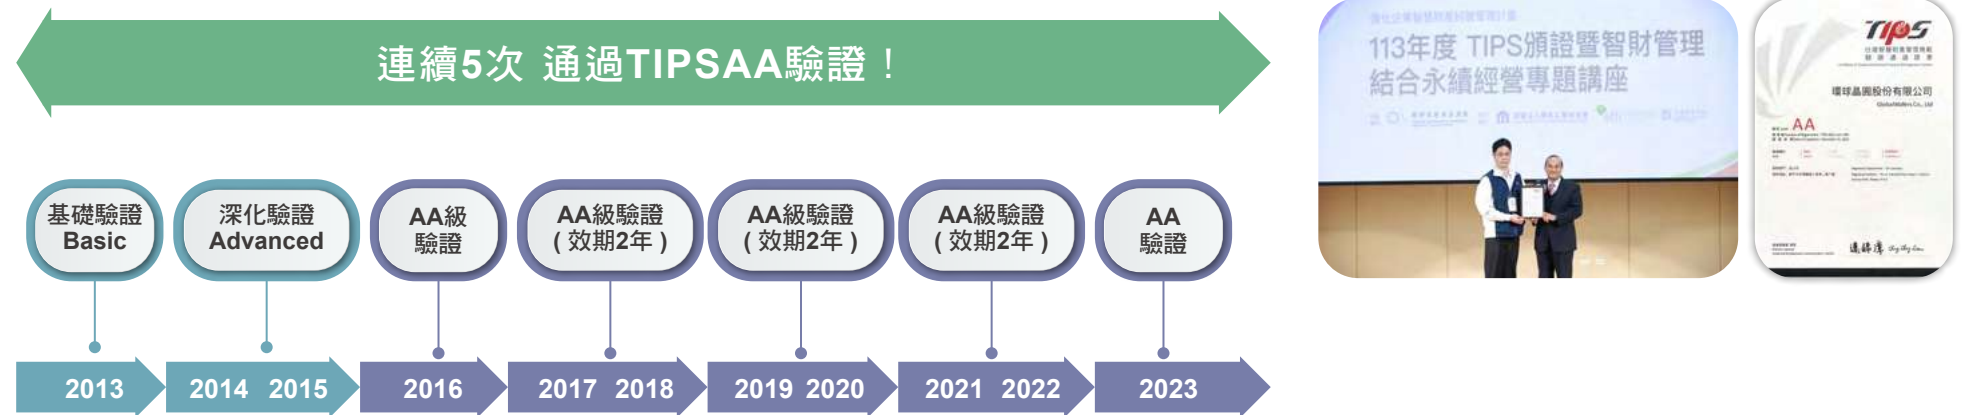 連續5次 通過TIPSAA驗證！
基礎驗證
Basic
深化驗證
Advanced
AA級
驗證
AA級驗證
( 效期2年 )
AA級驗證
( 效期2年 )
AA級驗證
( 效期2年 )
AA
驗證
2013
2014 2015
2016
2017 2018
2019 2020
2021 2022
2023
113年度 TIPS頒證暨智財管理
結合永續經營專題講座
TIPS
環球晶圓股份有限公司
GlobalWafers Co., Ltd
AA